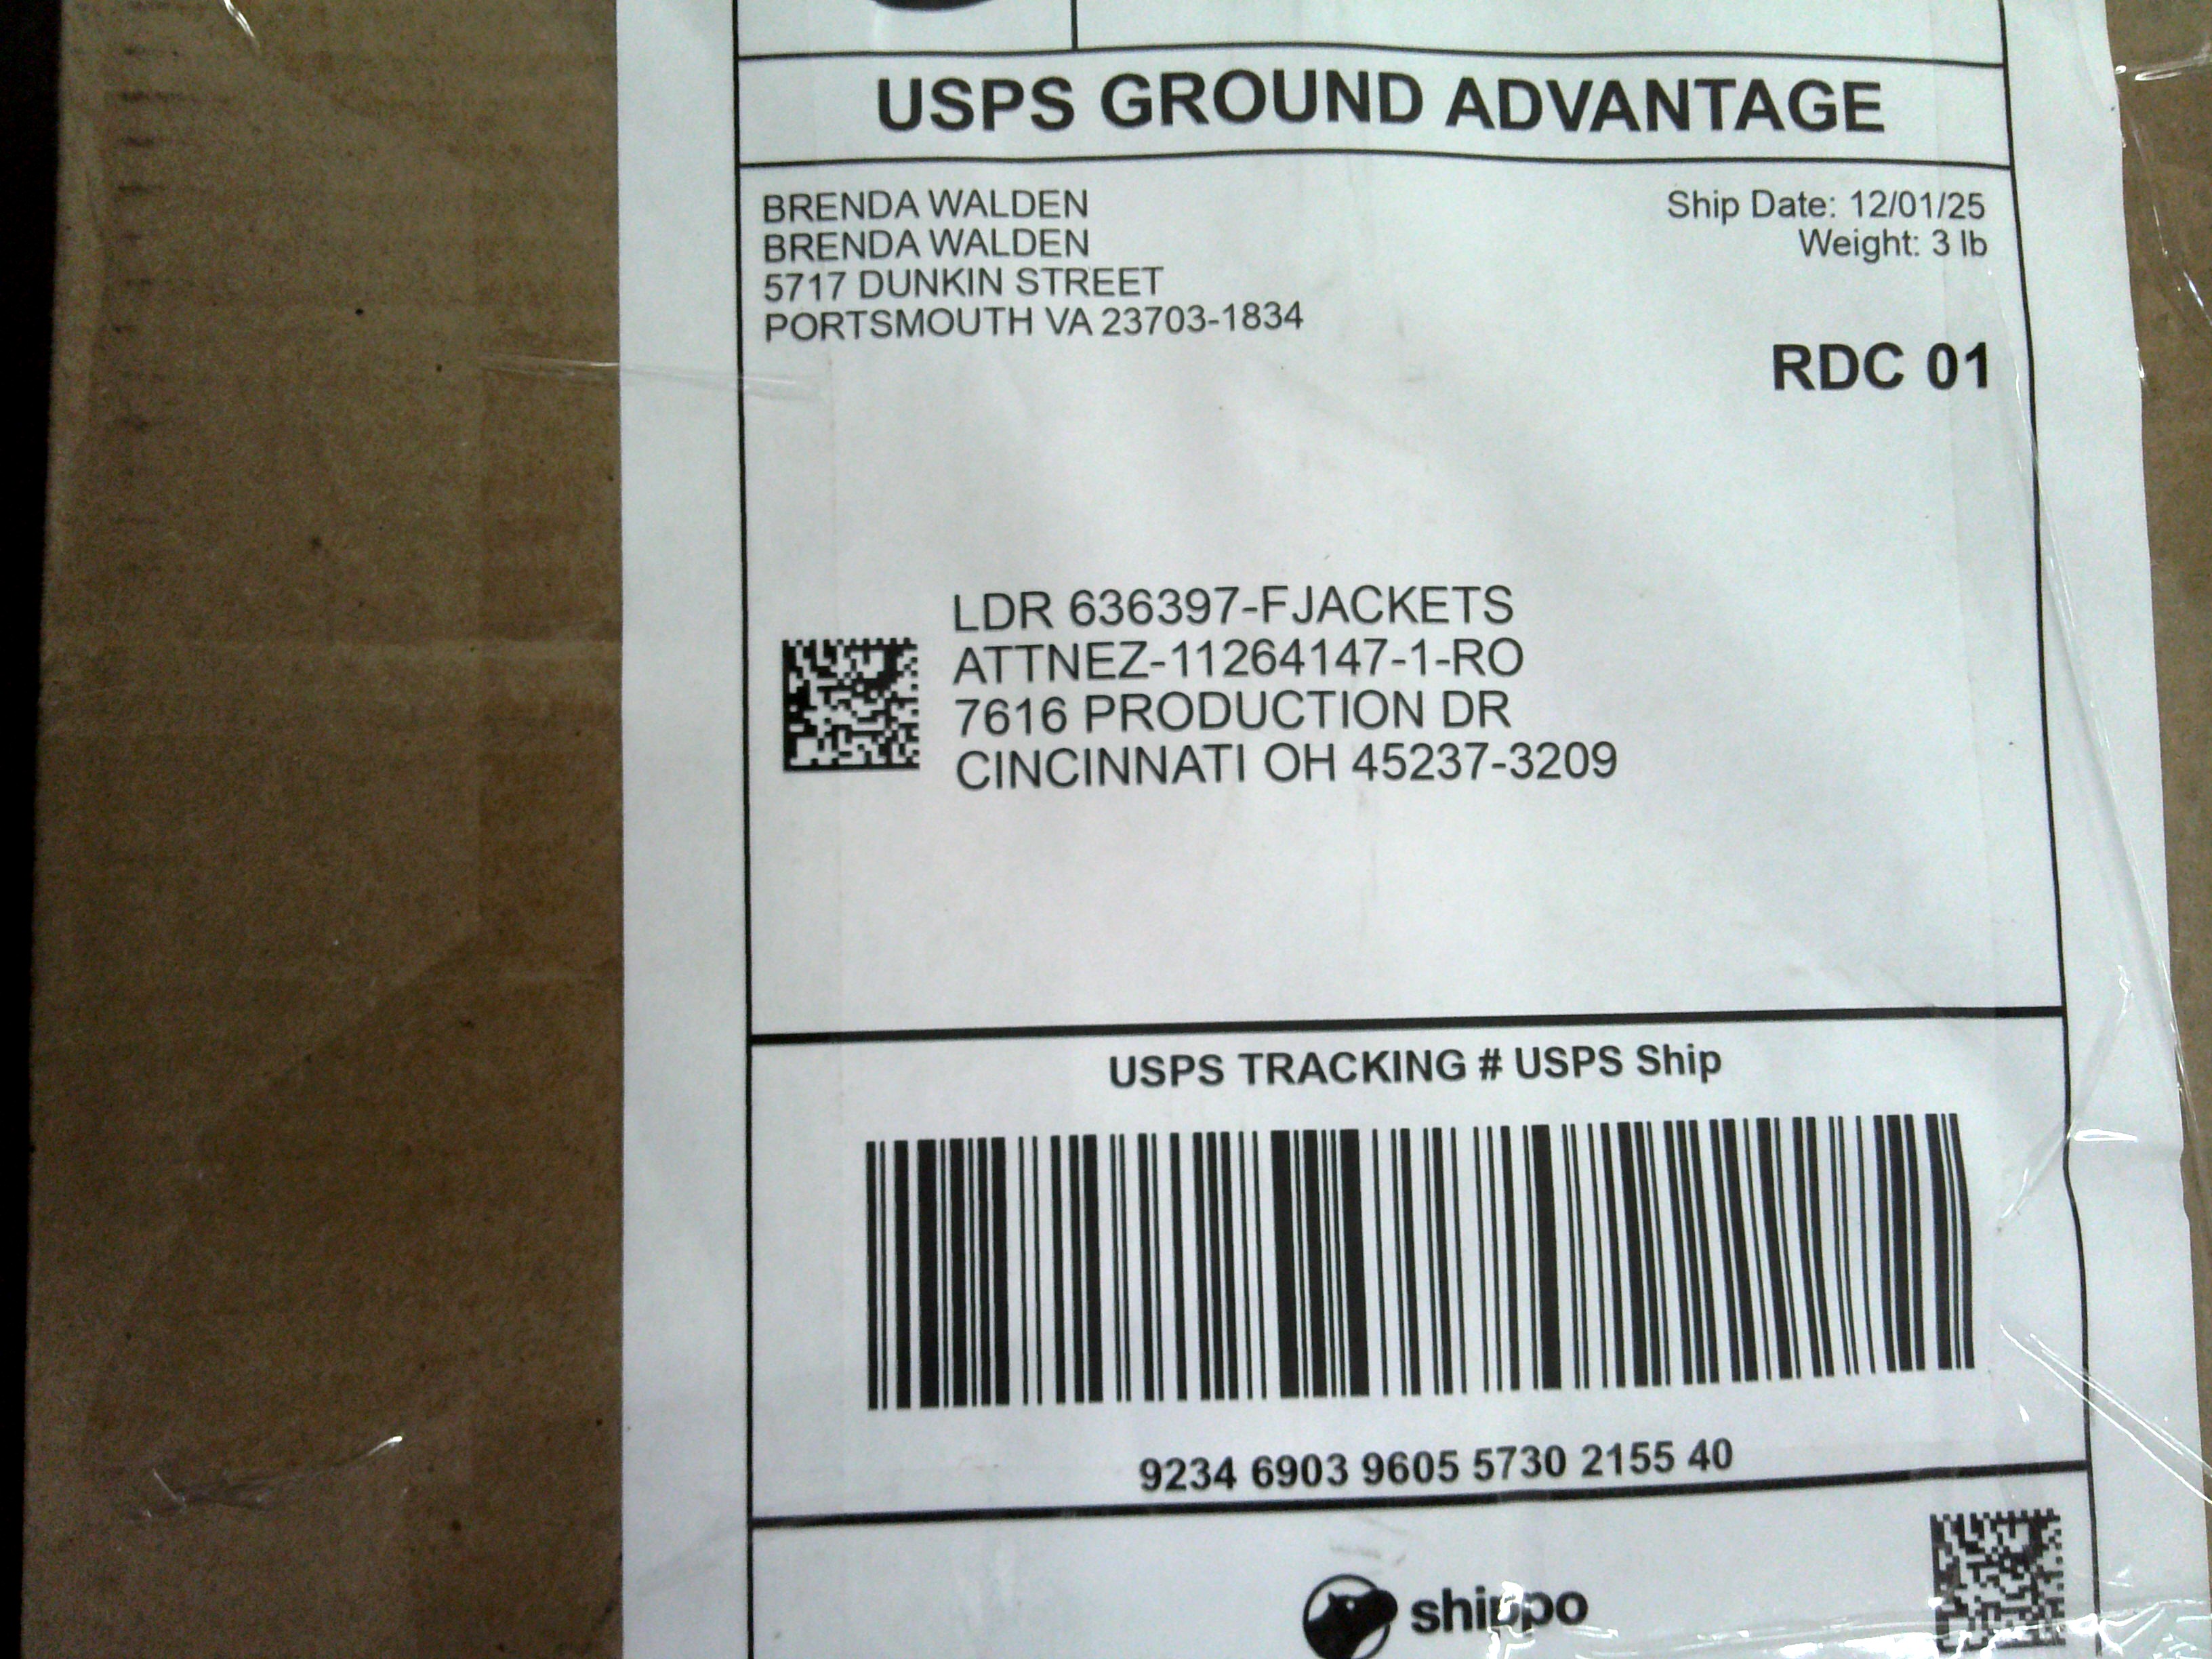 USPS GROUND ADVANTAGE
BRENDA WALDEN
BRENDA WALDEN
5717 DUNKIN STREET
PORTSMOUTH VA 23703-1834
Ship Date: 12/01/25
Weight: 3 lb
RDC 01
LDR 636397-FJACKETS
ATTNEZ-11264147-1-RO
7616 PRODUCTION DR
CINCINNATI OH 45237-3209
USPS TRACKING # USPS Ship
9234 6903 9605 5730 2155 40
shippo